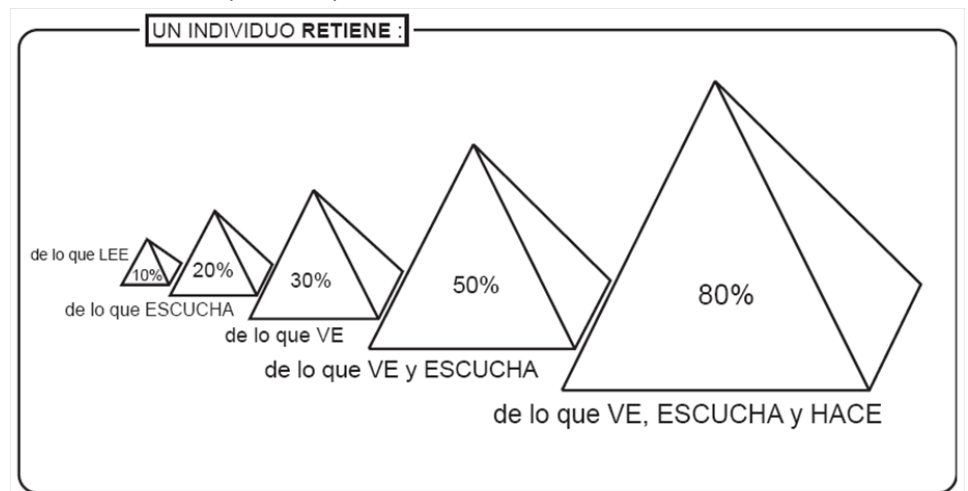 UN INDIVIDUO RETIENE :
de lo que LEE
10%
de lo que ESCUCHA
20%
de lo que VE
30%
de lo que VE y ESCUCHA
50%
de lo que VE, ESCUCHA y HACE
80%